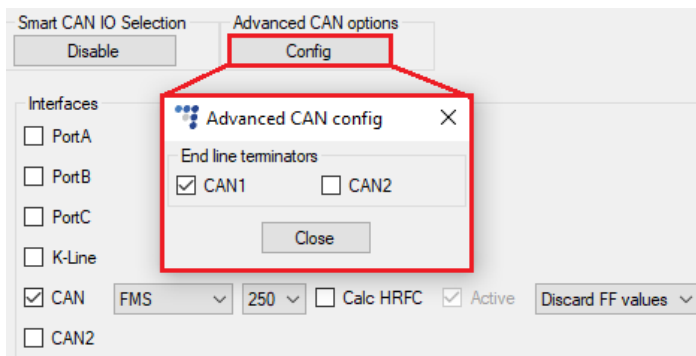 Smart CAN IO Selection
Disable
Advanced CAN options
Config
Interfaces
PortA
PortB
PortC
K-Line
CAN FMS 250 Calc HRFC Active Discard FF values
CAN2
Advanced CAN config
End line terminators
CAN1 CAN2
Close